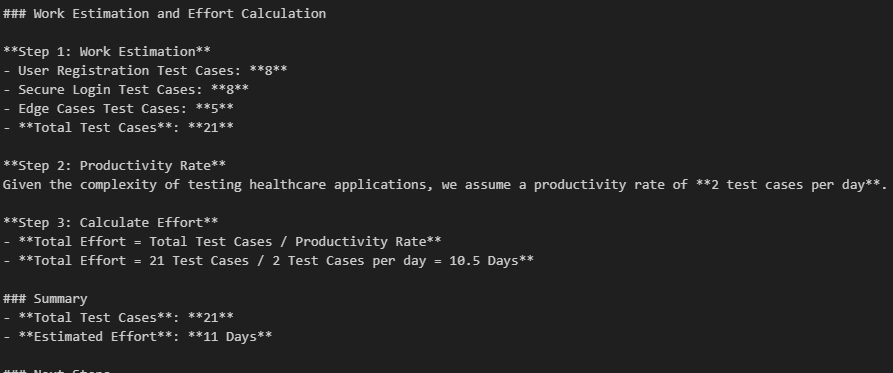 ### Work Estimation and Effort Calculation
**Step 1: Work Estimation**
- User Registration Test Cases: **8**
- Secure Login Test Cases: **8**
- Edge Cases Test Cases: **5**
- **Total Test Cases**: **21**
**Step 2: Productivity Rate**
Given the complexity of testing healthcare applications, we assume a productivity rate of **2 test cases per day**.
**Step 3: Calculate Effort**
- **Total Effort = Total Test Cases / Productivity Rate**
- **Total Effort = 21 Test Cases / 2 Test Cases per day = 10.5 Days**
### Summary
- **Total Test Cases**: **21**
- **Estimated Effort**: **11 Days**
### Next Steps